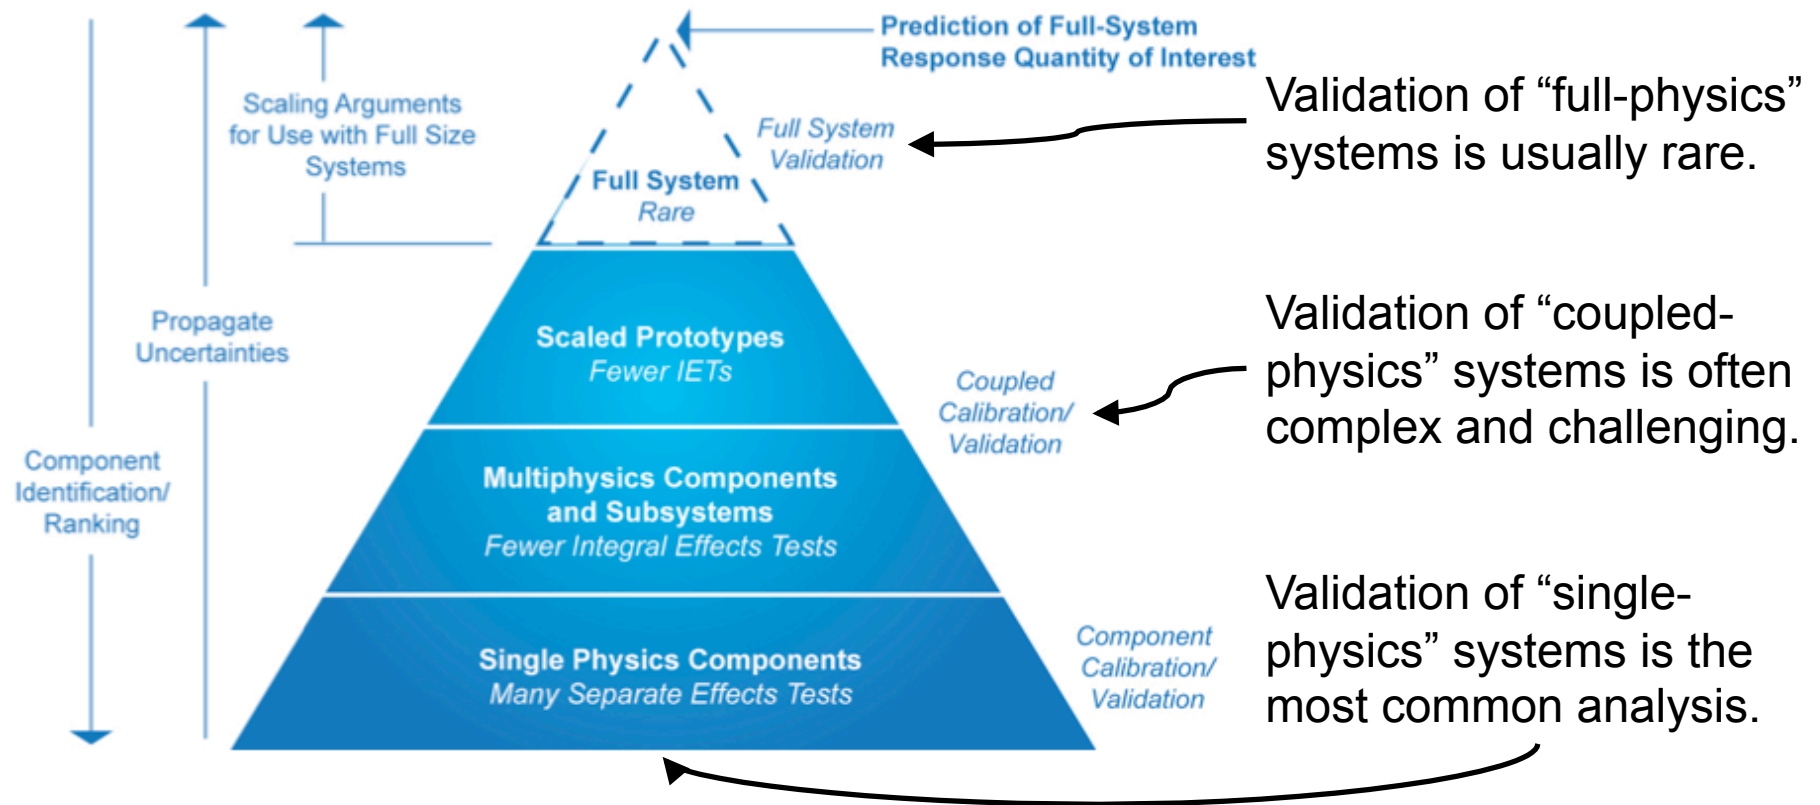 Prediction of Full-System
Response Quantity of Interest
Scaling Arguments
for Use with Full Size
Systems
Full System
Validation
Full System
Rare
Validation of “full-physics”
systems is usually rare.
Propagate
Uncertainties
Scaled Prototypes
Fewer IETs
Coupled
Calibration/
Validation
Validation of “coupled-
physics” systems is often
complex and challenging.
Component
Identification/
Ranking
Multiphysics Components
and Subsystems
Fewer Integral Effects Tests
Single Physics Components
Many Separate Effects Tests
Component
Calibration/
Validation
Validation of “single-
physics” systems is the
most common analysis.